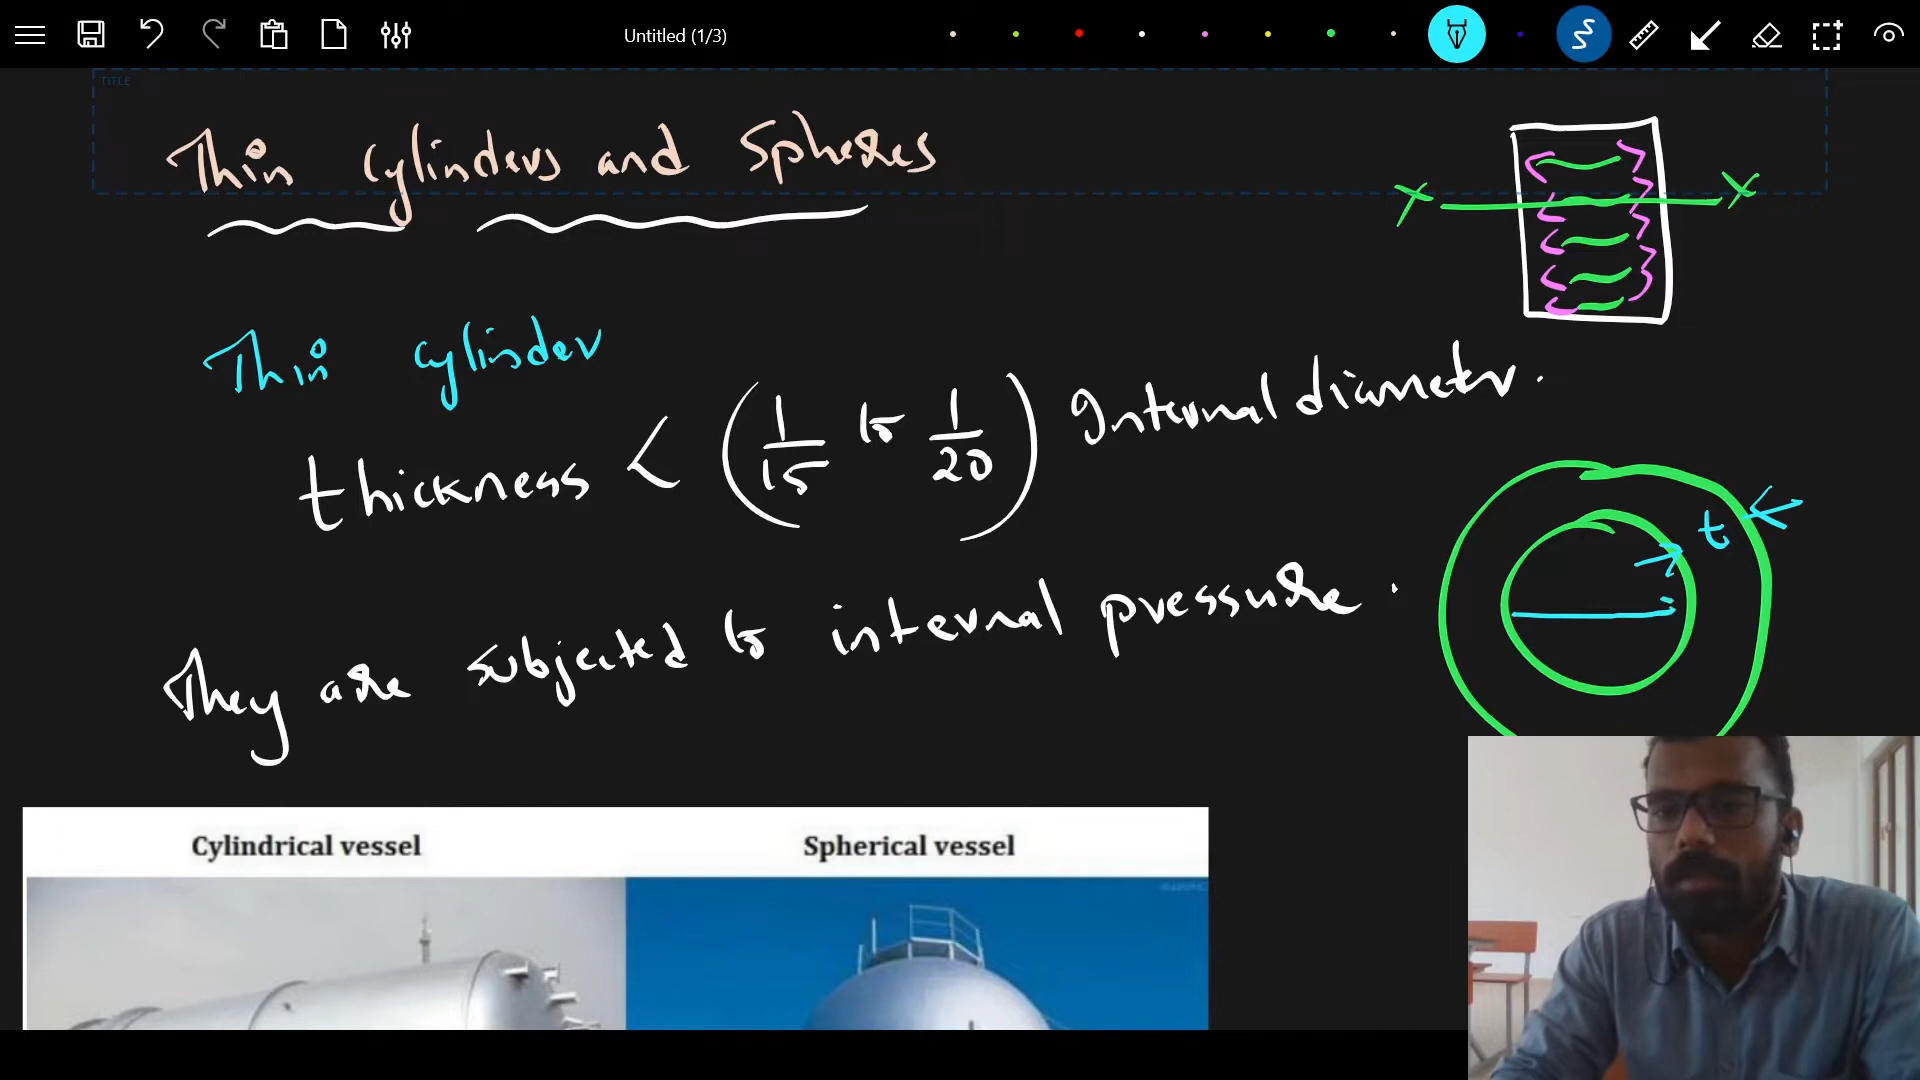 Untitled (1/3)
TITLE
Thin cylinders and Spheres
X X
Thin cylinder
thickness < (1/15 to 1/20) Internal diameter.
t
They are subjected to internal pressure.
Cylindrical vessel Spherical vessel